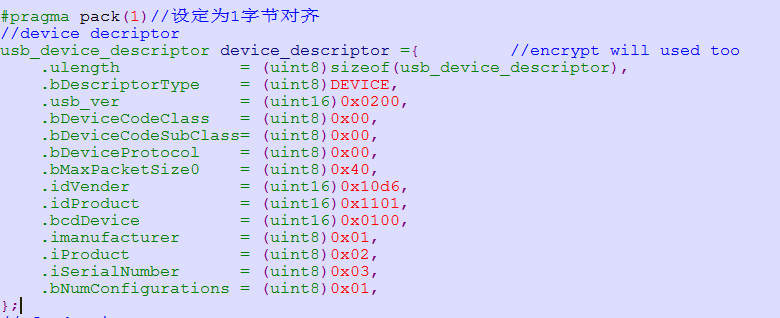 #pragma pack(1)//设定为1字节对齐
//device decriptor
usb_device_descriptor device_descriptor ={ //encrypt will used too
.ulength = (uint8)sizeof(usb_device_descriptor),
.bDescriptorType = (uint8)DEVICE,
.usb_ver = (uint16)0x0200,
.bDeviceCodeClass = (uint8)0x00,
.bDeviceCodeSubClass= (uint8)0x00,
.bDeviceProtocol = (uint8)0x00,
.bMaxPacketSize0 = (uint8)0x40,
.idVender = (uint16)0x10d6,
.idProduct = (uint16)0x1101,
.bcdDevice = (uint16)0x0100,
.imanufacturer = (uint8)0x01,
.iProduct = (uint8)0x02,
.iSerialNumber = (uint8)0x03,
.bNumConfigurations = (uint8)0x01,
};